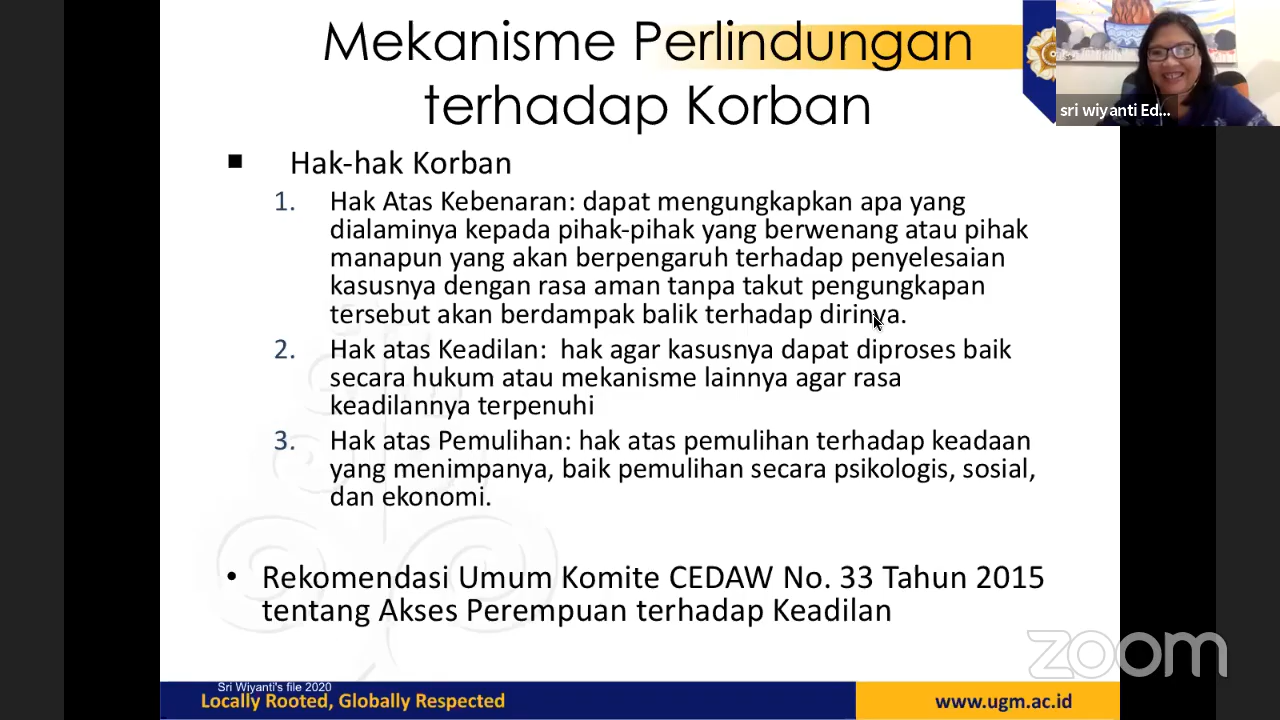 Mekanisme Perlindungan
terhadap Korban
sri wiyanti Ed...
■ Hak-hak Korban
1. Hak Atas Kebenaran: dapat mengungkapkan apa yang
dialaminya kepada pihak-pihak yang berwenang atau pihak
manapun yang akan berpengaruh terhadap penyelesaian
kasusnya dengan rasa aman tanpa takut pengungkapan
tersebut akan berdampak balik terhadap dirinya.
2. Hak atas Keadilan: hak agar kasusnya dapat diproses baik
secara hukum atau mekanisme lainnya agar rasa
keadilannya terpenuhi
3. Hak atas Pemulihan: hak atas pemulihan terhadap keadaan
yang menimpanya, baik pemulihan secara psikologis, sosial,
dan ekonomi.
• Rekomendasi Umum Komite CEDAW No. 33 Tahun 2015
tentang Akses Perempuan terhadap Keadilan
zoom
Sri Wiyanti's file 2020
Locally Rooted, Globally Respected
www.ugm.ac.id